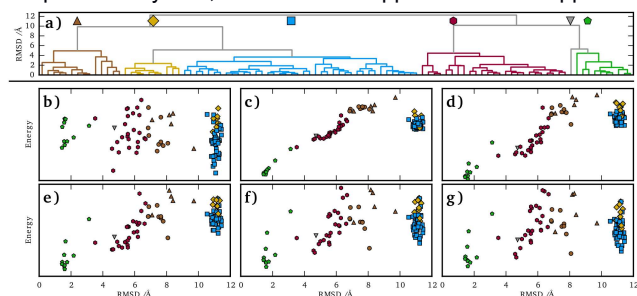 a)
RMSD /Å
12
10
8
6
4
2
0
b) c) d)
Energy
e) f) g)
Energy
0 2 4 6 8 10 12 0 2 4 6 8 10 12 0 2 4 6 8 10 12
RMSD /Å RMSD /Å RMSD /Å